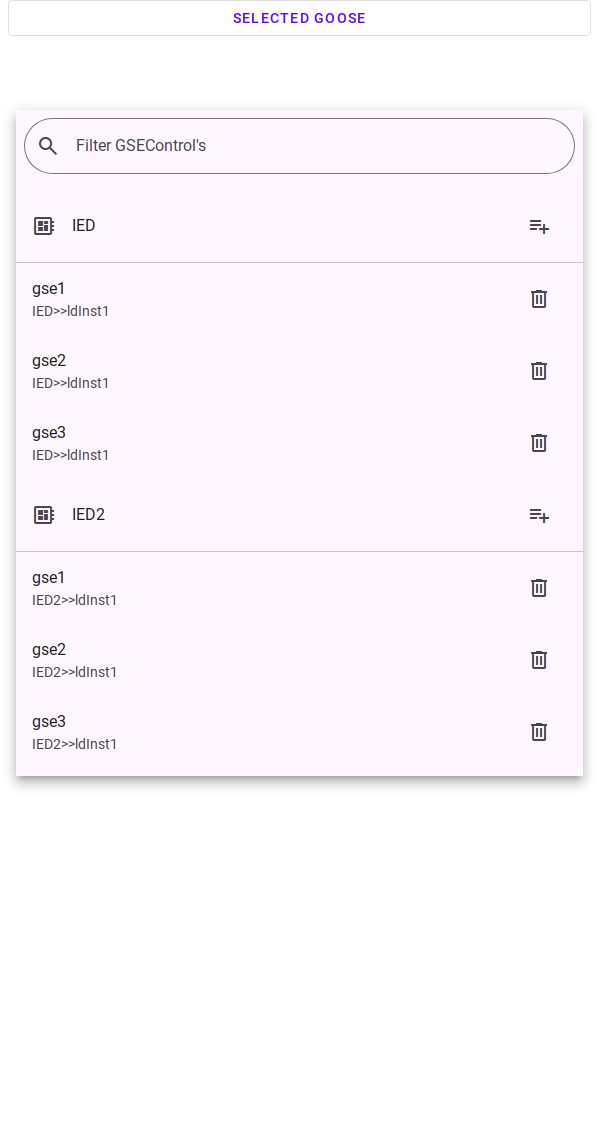 SELECTED GOOSE
Filter GSEControl's
IED
gse1
IED>>ldInst1
gse2
IED>>ldInst1
gse3
IED>>ldInst1
IED2
gse1
IED2>>ldInst1
gse2
IED2>>ldInst1
gse3
IED2>>ldInst1